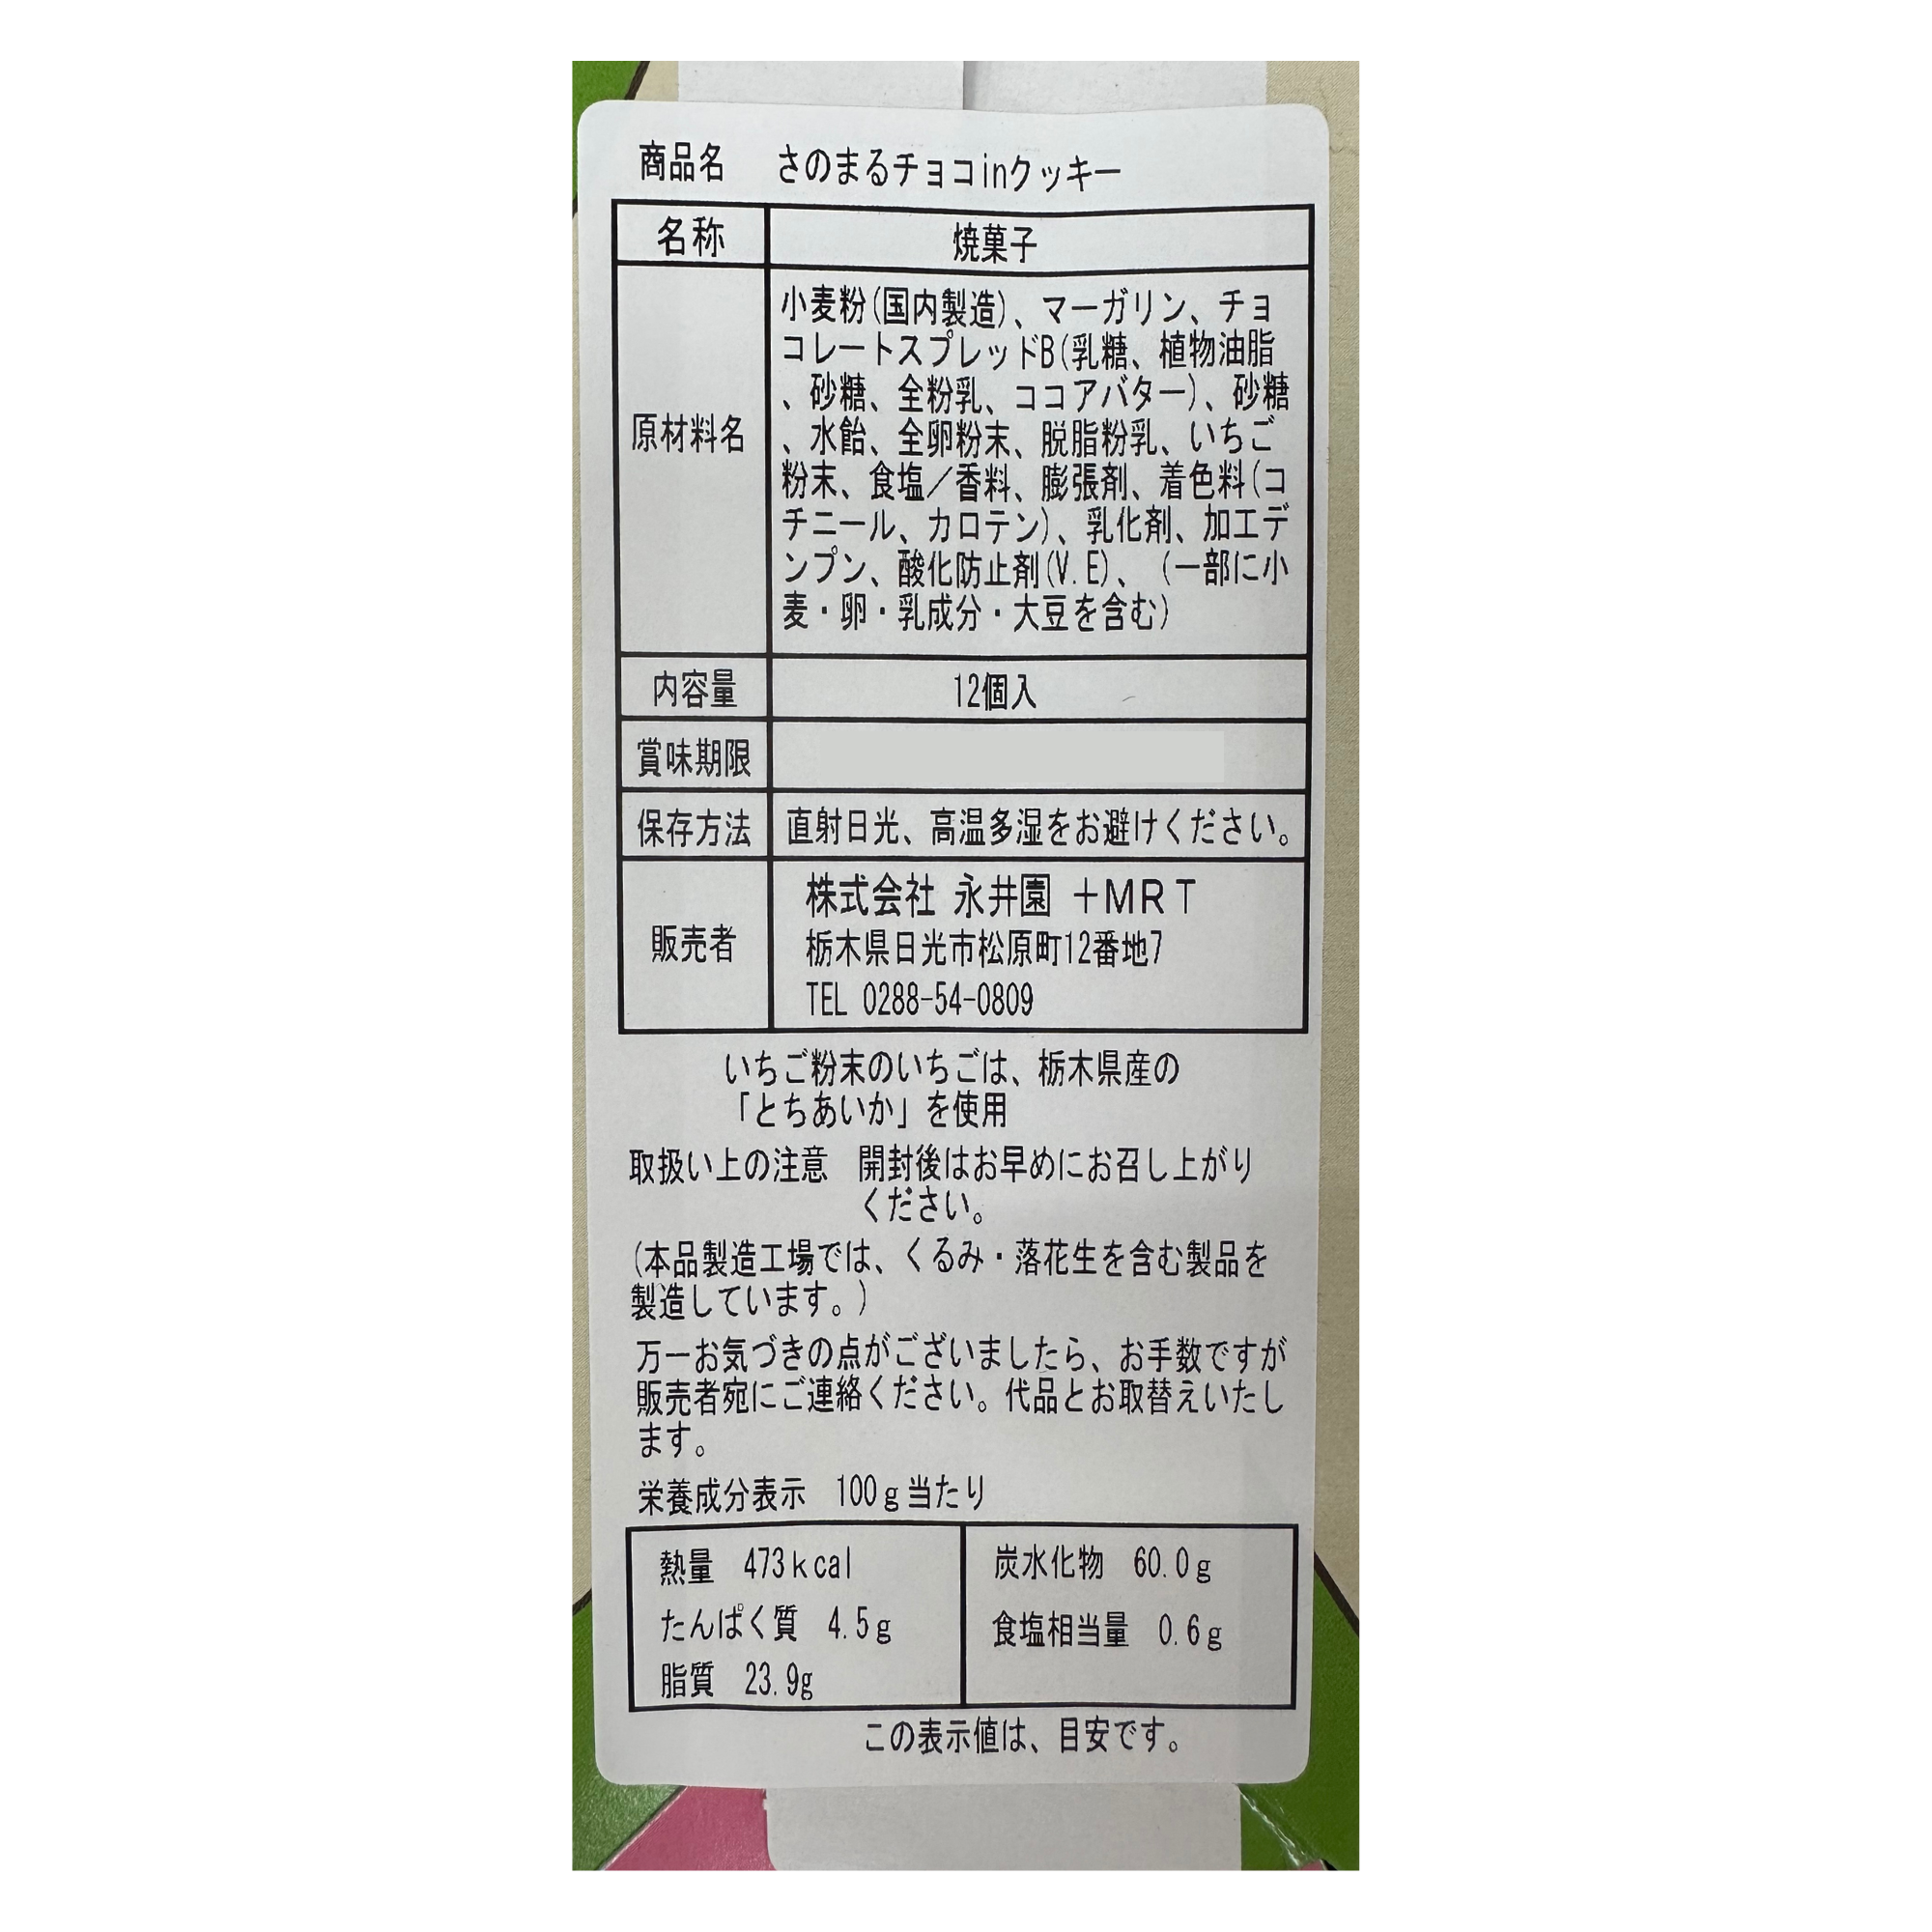 商品名 さのまるチョコinクッキー
名称 焼菓子
原材料名
小麦粉(国内製造)、マーガリン、チョ
コレートスプレッドB(乳糖、植物油脂
、砂糖、全粉乳、ココアバター)、砂糖
、水飴、全卵粉末、脱脂粉乳、いちご
粉末、食塩/香料、膨張剤、着色料(コ
チニール、カロテン)、乳化剤、加工デ
ンプン、酸化防止剤(V.E)、(一部に小
麦・卵・乳成分・大豆を含む)
内容量 12個入
賞味期限
保存方法 直射日光、高温多湿をお避けください。
販売者
株式会社 永井園 +MRT
栃木県日光市松原町12番地7
TEL 0288-54-0809
いちご粉末のいちごは、栃木県産の
「とちあいか」を使用
取扱い上の注意 開封後はお早めにお召し上がり
ください。
(本品製造工場では、くるみ・落花生を含む製品を
製造しています。)
万一お気づきの点がございましたら、お手数ですが
販売者宛にご連絡ください。代品とお取替えいたし
ます。
栄養成分表示 100g当たり
熱量 473kcal
たんぱく質 4.5g
脂質 23.9g
炭水化物 60.0g
食塩相当量 0.6g
この表示値は、目安です。